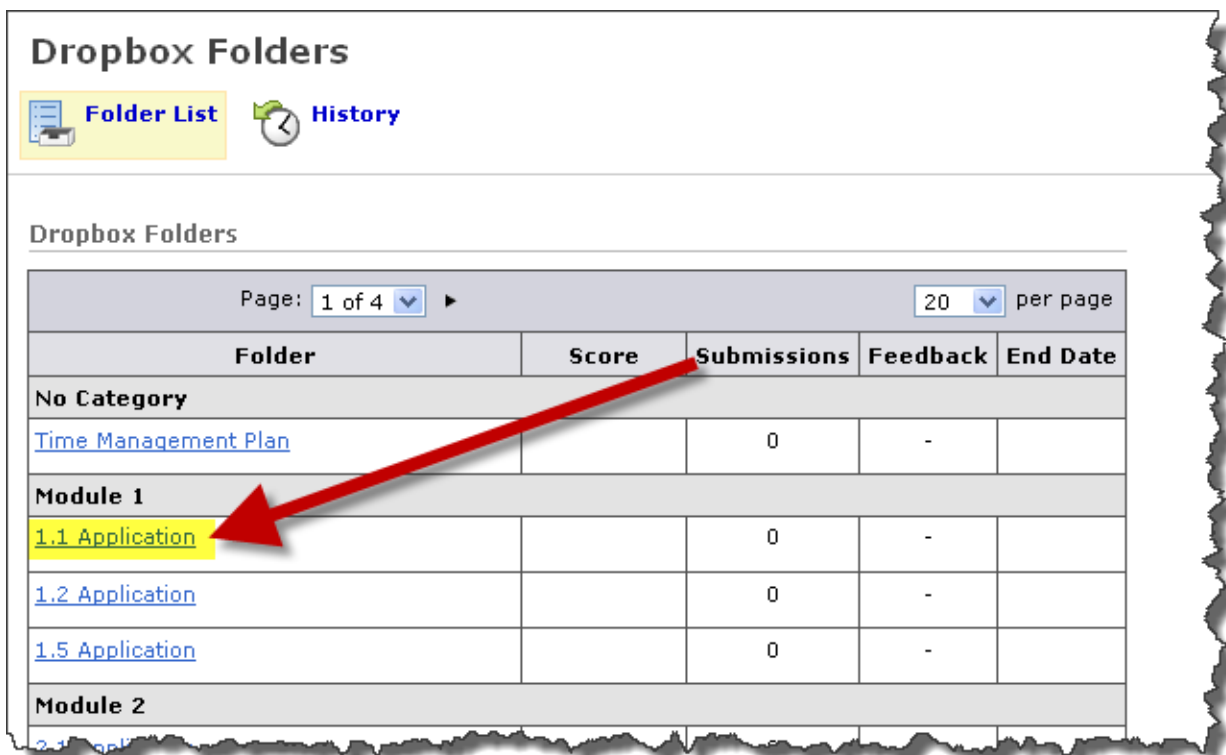 Dropbox Folders
Folder List History
Dropbox Folders
Page: 1 of 4 20 per page
Folder Score Submissions Feedback End Date
No Category
Time Management Plan 0 -
Module 1
1.1 Application 0 -
1.2 Application 0 -
1.5 Application 0 -
Module 2